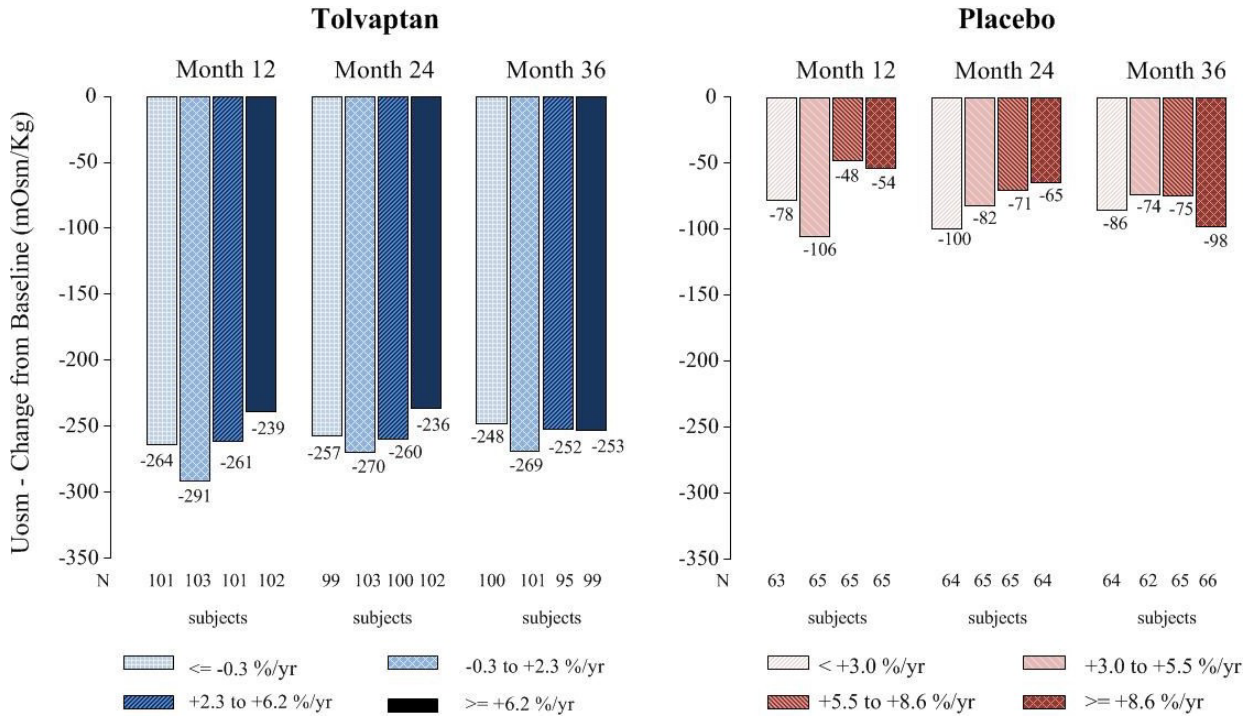 Tolvaptan Placebo
Month 12 Month 24 Month 36 Month 12 Month 24 Month 36
Uosm - Change from Baseline (mOsm/Kg)
0
-50
-100
-150
-200
-250
-300
-350
-264 -291 -261 -239 -257 -270 -260 -236 -248 -269 -252 -253
0
-50
-100
-150
-200
-250
-300
-350
-78 -106 -48 -54 -100 -82 -71 -65 -86 -74 -75 -98
N 101 103 101 102 99 103 100 102 100 101 95 99
subjects subjects subjects
N 63 65 65 65 64 65 65 64 64 62 65 66
subjects subjects subjects
<= -0.3 %/yr -0.3 to +2.3 %/yr
+2.3 to +6.2 %/yr >= +6.2 %/yr
< +3.0 %/yr +3.0 to +5.5 %/yr
+5.5 to +8.6 %/yr >= +8.6 %/yr